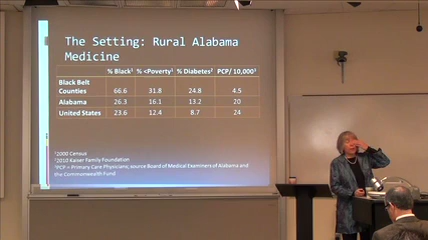 The Setting: Rural Alabama
Medicine
% Black¹ % <Poverty¹ % Diabetes² PCP/ 10,000³
Black Belt
Counties 66.6 31.8 24.8 4.5
Alabama 26.3 16.1 13.2 20
United States 23.6 12.4 8.7 24
¹2000 Census
²2010 Kaiser Family Foundation
³PCP = Primary Care Physicians; source Board of Medical Examiners of Alabama and
the Commonwealth Fund